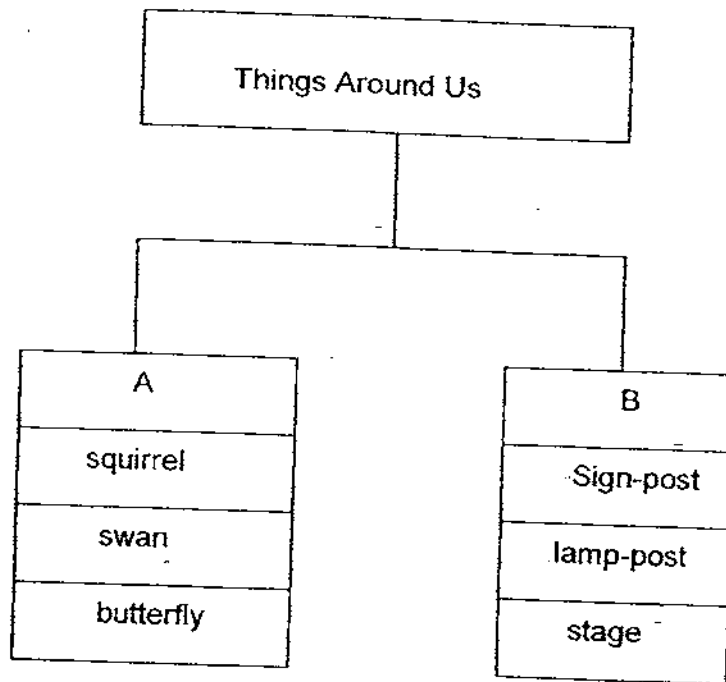 Things Around Us
A
squirrel
swan
butterfly
B
Sign-post
lamp-post
stage